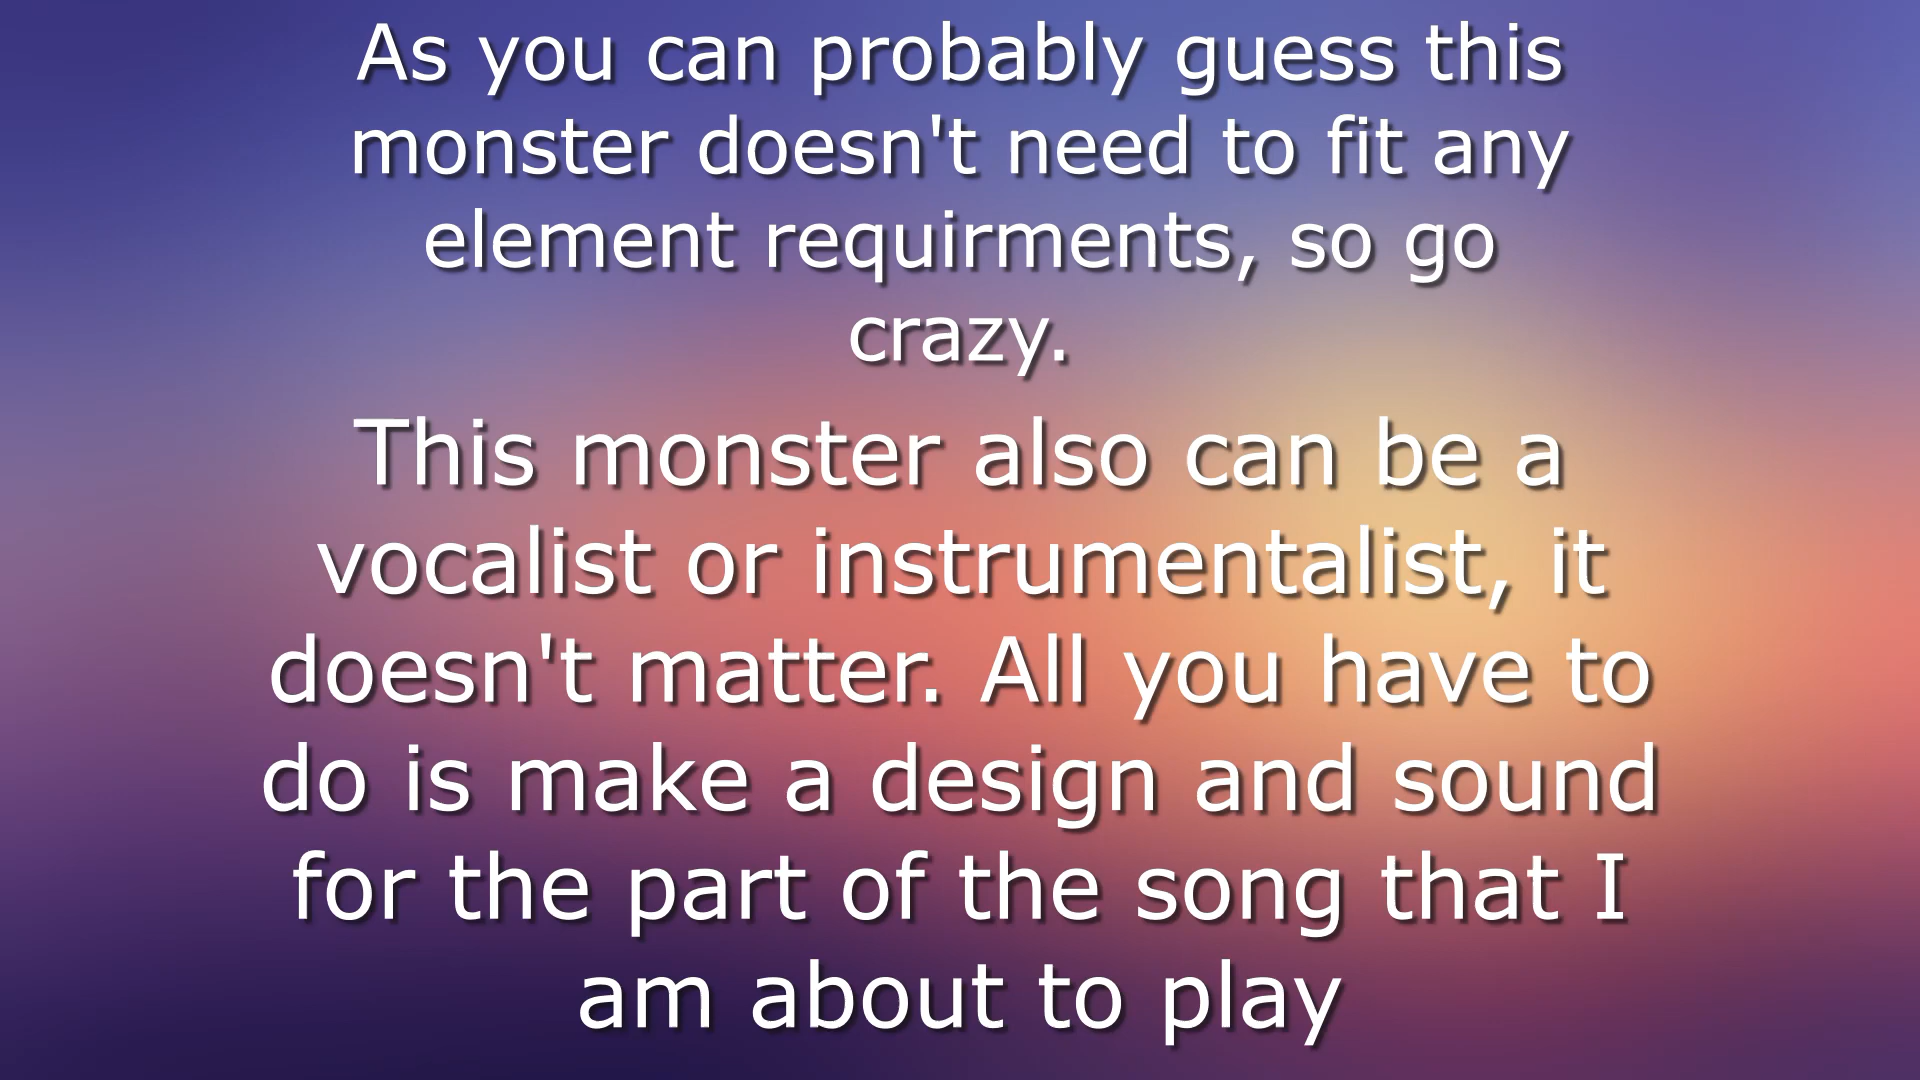 As you can probably guess this
monster doesn't need to fit any
element requirments, so go
crazy.
This monster also can be a
vocalist or instrumentalist, it
doesn't matter. All you have to
do is make a design and sound
for the part of the song that I
am about to play